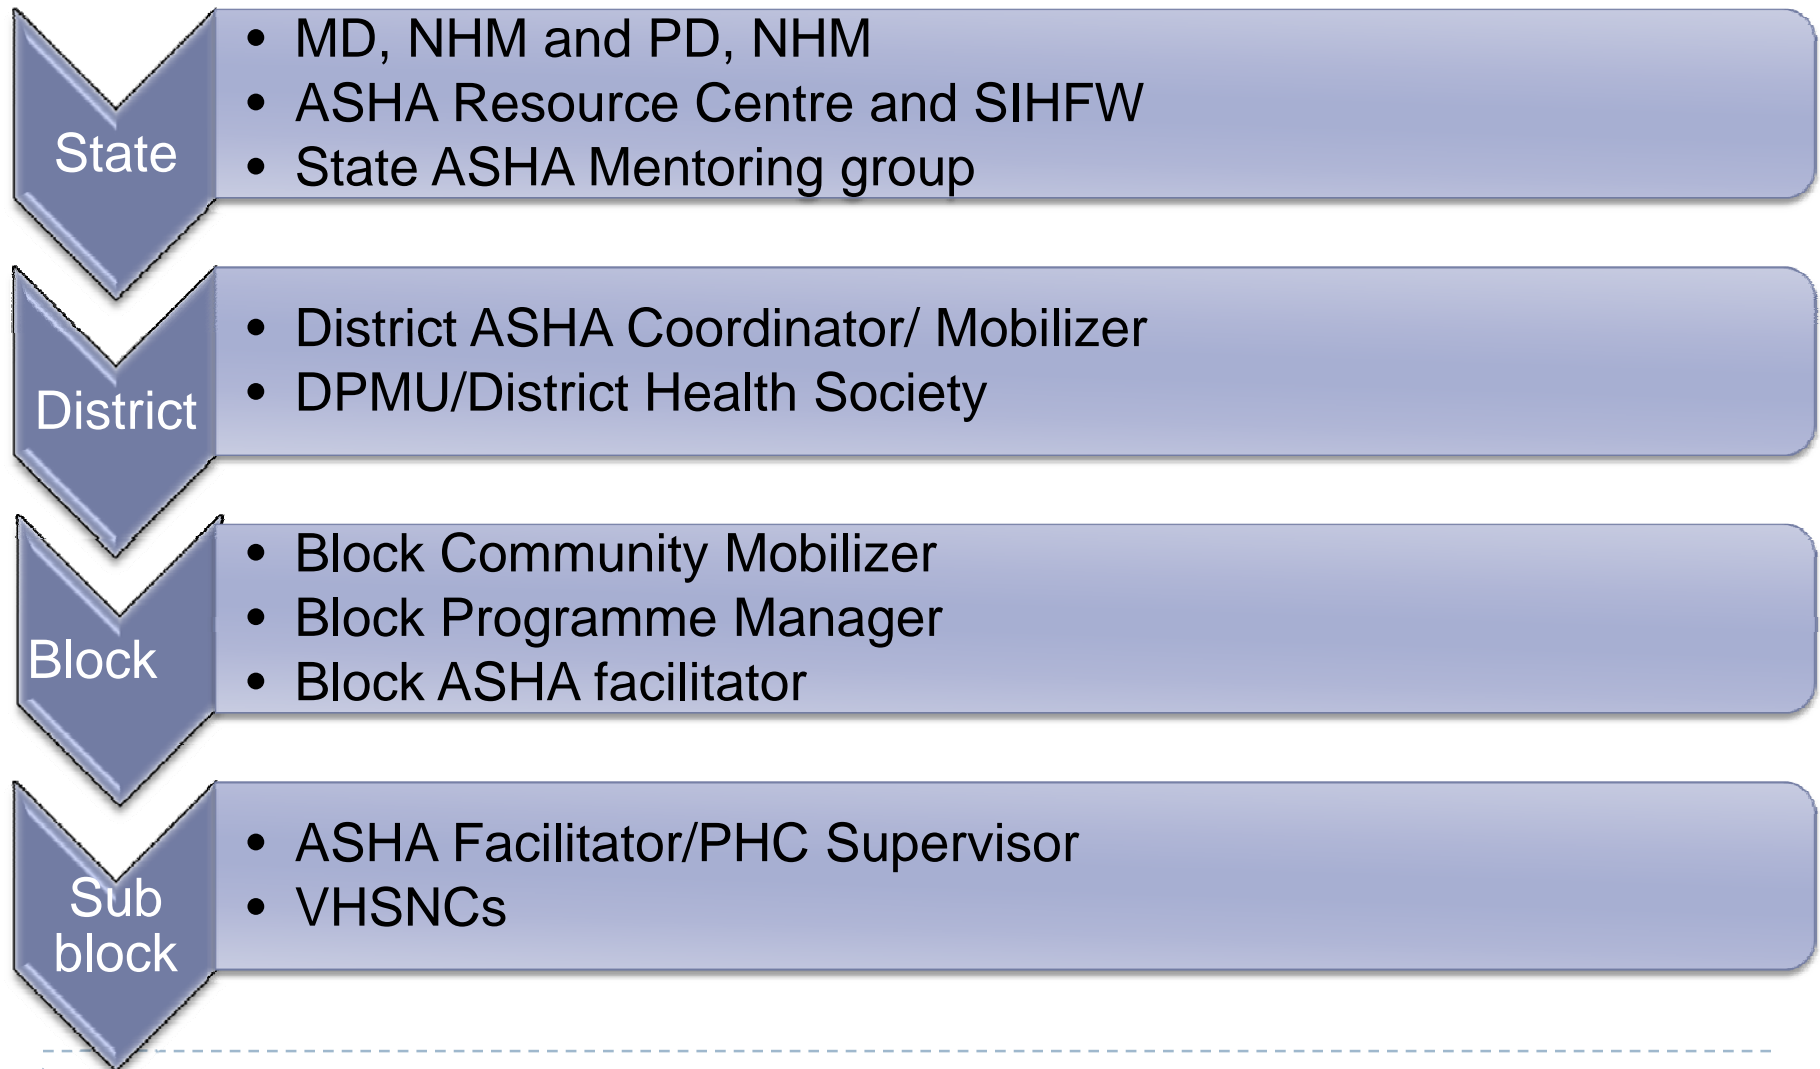 State
• MD, NHM and PD, NHM
• ASHA Resource Centre and SIHFW
• State ASHA Mentoring group
District
• District ASHA Coordinator/ Mobilizer
• DPMU/District Health Society
Block
• Block Community Mobilizer
• Block Programme Manager
• Block ASHA facilitator
Sub
block
• ASHA Facilitator/PHC Supervisor
• VHSNCs